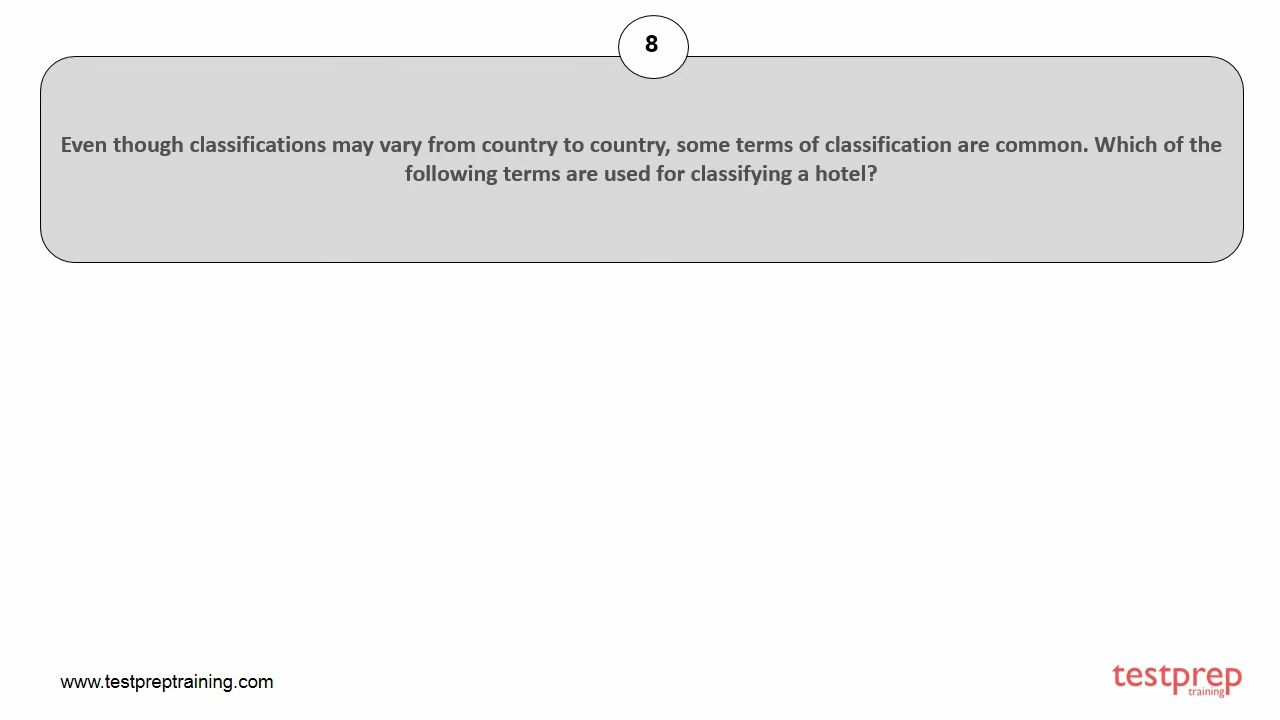 8
Even though classifications may vary from country to country, some terms of classification are common. Which of the
following terms are used for classifying a hotel?
www.testpreptraining.com
testprep
training